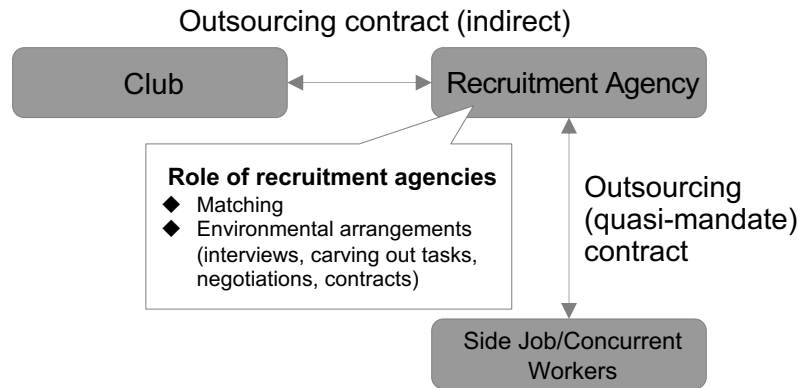 Outsourcing contract (indirect)
Club
Recruitment Agency
Role of recruitment agencies
◆ Matching
◆ Environmental arrangements
(interviews, carving out tasks,
negotiations, contracts)
Outsourcing
(quasi-mandate)
contract
Side Job/Concurrent
Workers